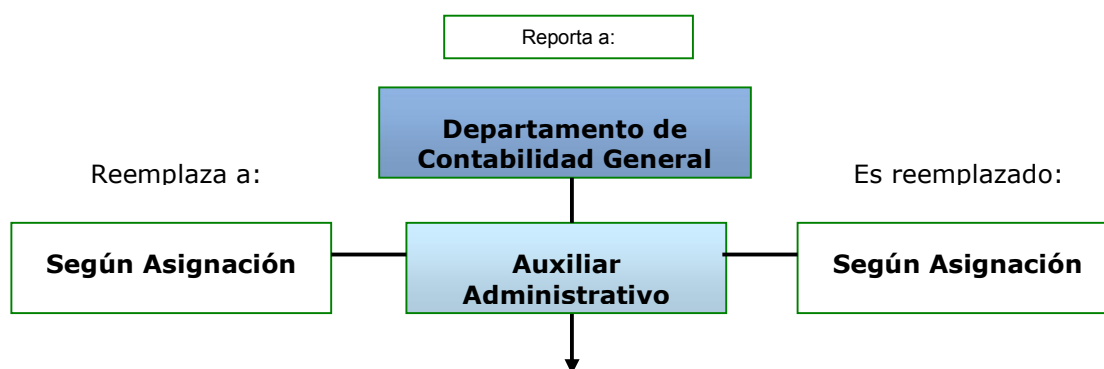 Reporta a:
Departamento de
Contabilidad General
Reemplaza a:
Es reemplazado:
Según Asignación
Auxiliar
Administrativo
Según Asignación